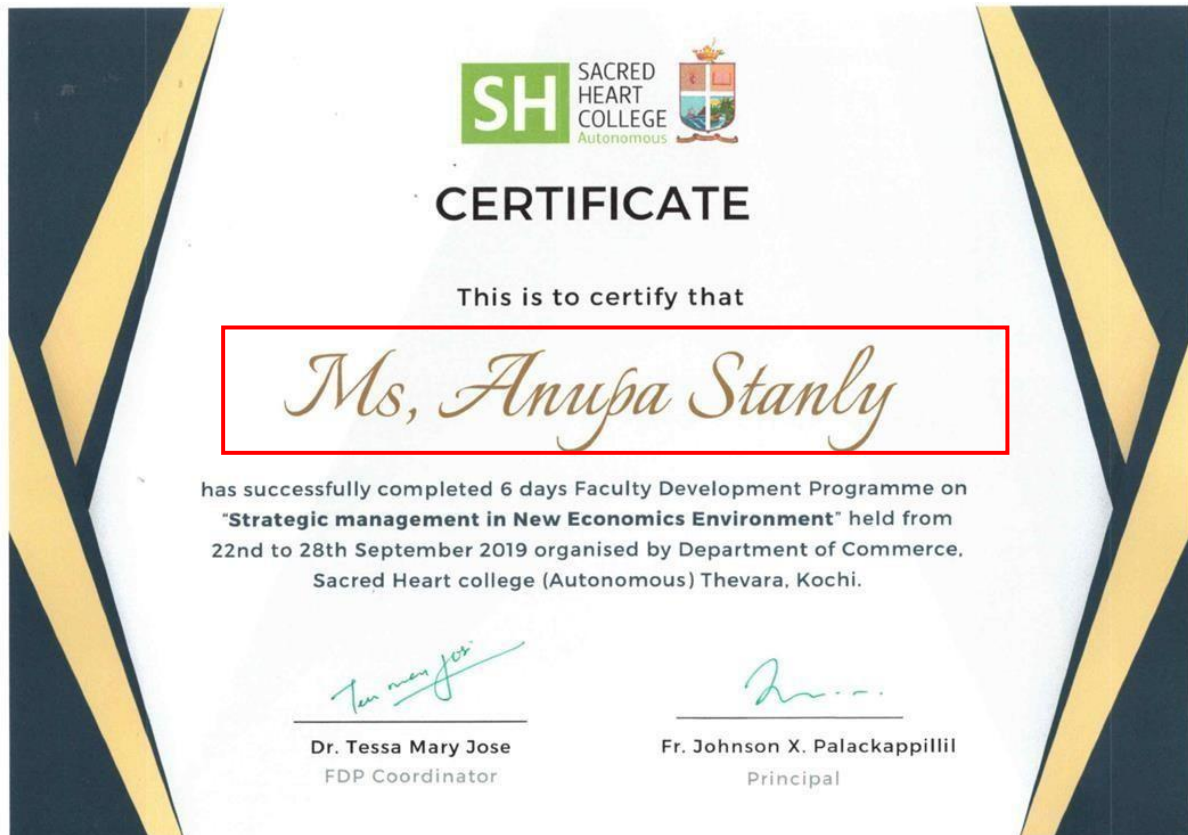 SH
SACRED
HEART
COLLEGE
Autonomous
CERTIFICATE
This is to certify that
Ms, Anupa Stanly
has successfully completed 6 days Faculty Development Programme on
"Strategic management in New Economics Environment" held from
22nd to 28th September 2019 organised by Department of Commerce,
Sacred Heart college (Autonomous) Thevara, Kochi.
Dr. Tessa Mary Jose
Fr. Johnson X. Palackappillil
FDP Coordinator
Principal